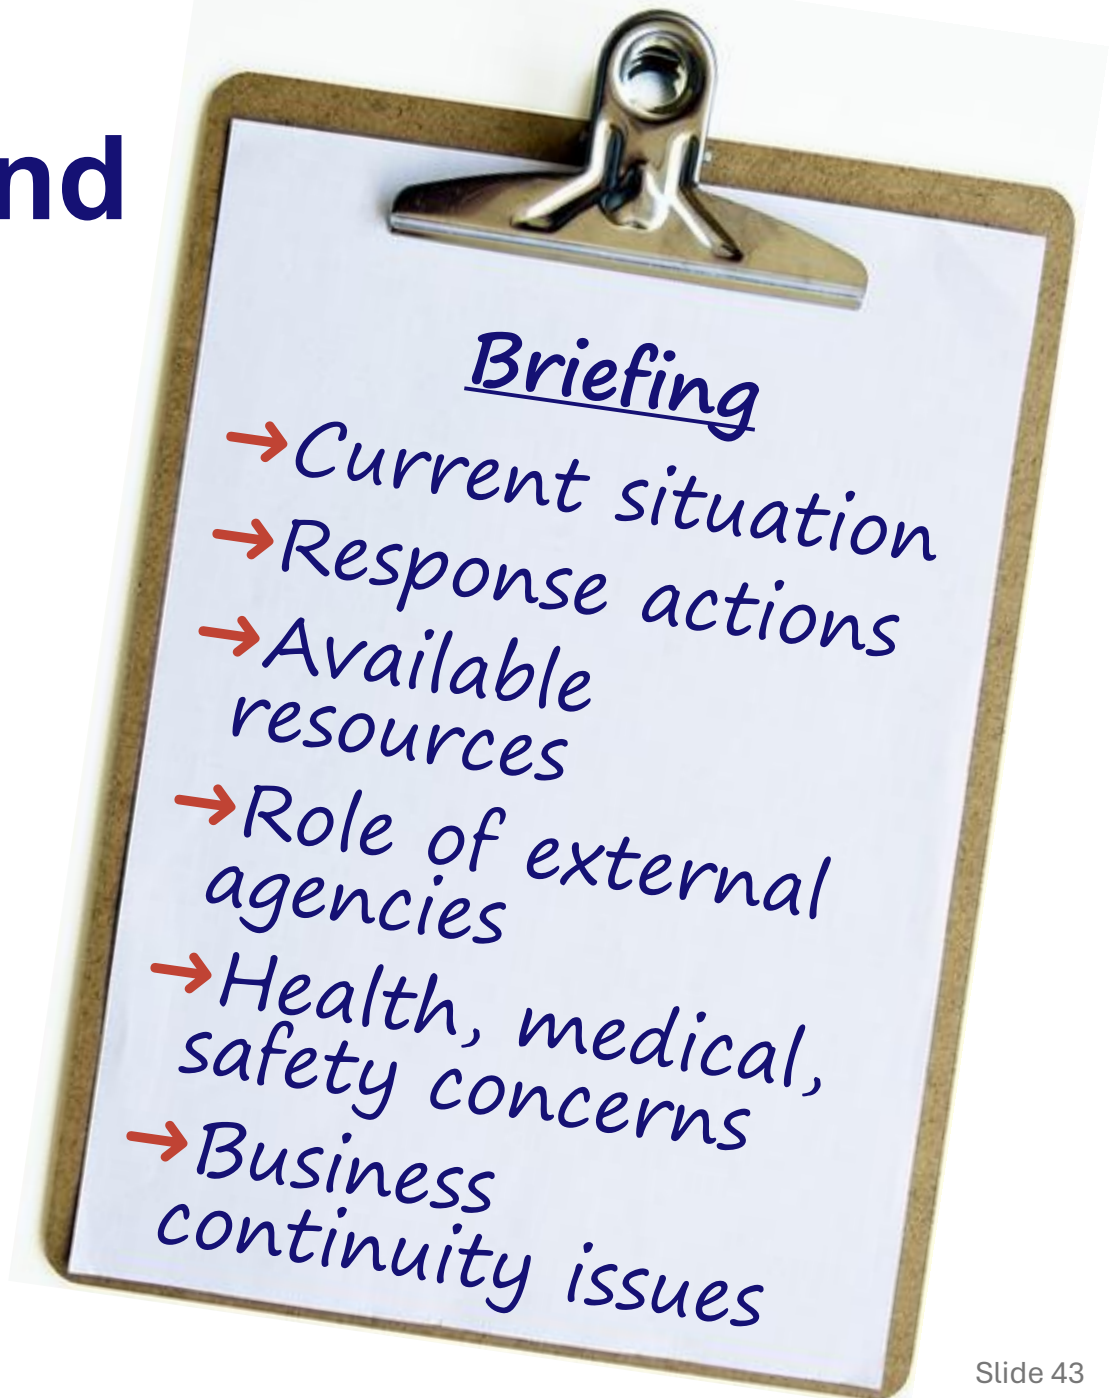 nd
Briefing
→Current situation
→Response actions
→Available
resources
→Role of external
agencies
→Health, medical,
safety concerns
→Business
continuity issues
Slide 43